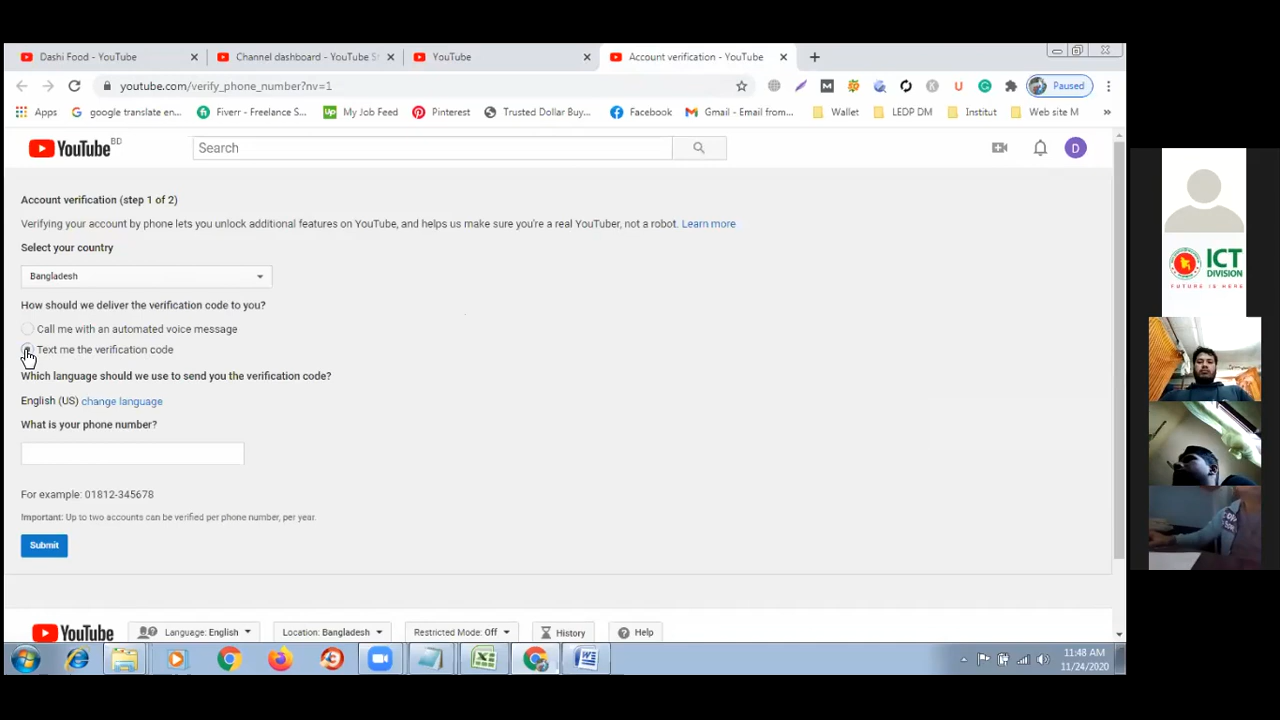 Dashi Food - YouTube
Channel dashboard - YouTube St
YouTube
Account verification - YouTube
youtube.com/verify_phone_number?nv=1
Paused
Apps
google translate en...
Fiverr - Freelance S...
Up My Job Feed
Pinterest
Trusted Dollar Buy...
Facebook
Gmail - Email from...
Wallet
LEDP DM
Institut
Web site M
YouTube BD
Search
D
Account verification (step 1 of 2)
Verifying your account by phone lets you unlock additional features on YouTube, and helps us make sure you're a real YouTuber, not a robot. Learn more
Select your country
Bangladesh
How should we deliver the verification code to you?
Call me with an automated voice message
Text me the verification code
Which language should we use to send you the verification code?
English (US) change language
What is your phone number?
For example: 01812-345678
Important: Up to two accounts can be verified per phone number, per year.
Submit
YouTube
Language: English
Location: Bangladesh
Restricted Mode: Off
History
Help
11:48 AM
11/24/2020
ICT
DIVISION
FUTURE IS HERE